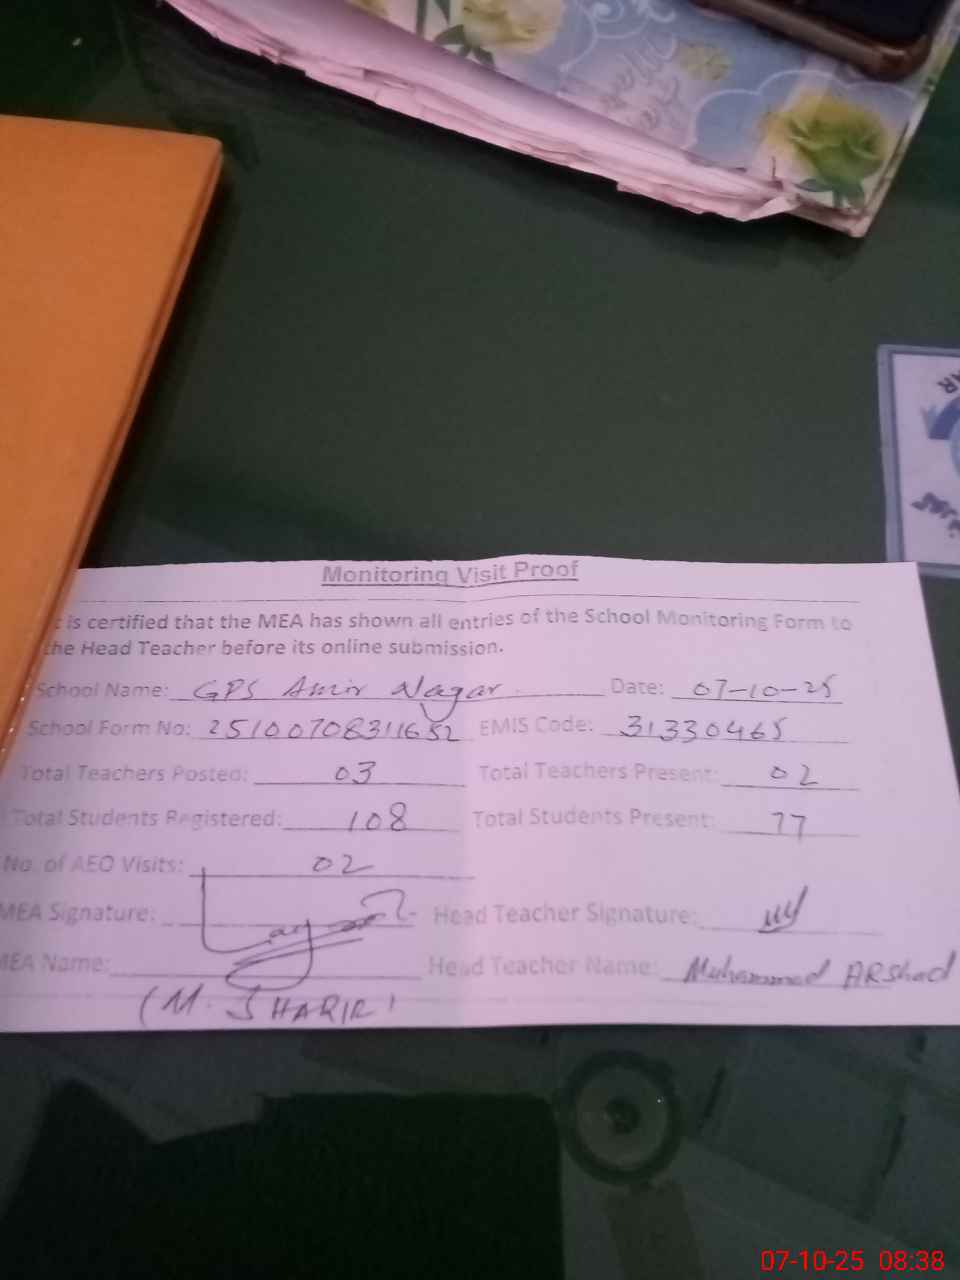 Monitoring Visit Proof
is certified that the MEA has shown all entries of the School Monitoring Form to
the Head Teacher before its online submission.
School Name: GPS Amir Nagar Date: 07-10-25
School Form No: 25100708311652 EMIS Code: 31330465
Total Teachers Posted: 03 Total Teachers Present: 02
Total Students Registered: 108 Total Students Present: 77
No. of AEO Visits: 02
MEA Signature: Head Teacher Signature:
MEA Name: Head Teacher Name: Muhammad ARShad
07-10-25 08:38